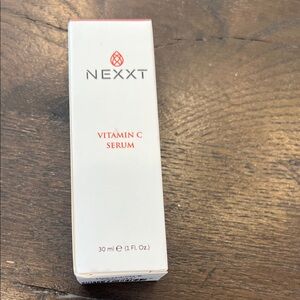 NEXXT
VITAMIN C
SERUM
30 ml ℮ (1 Fl. Oz.)